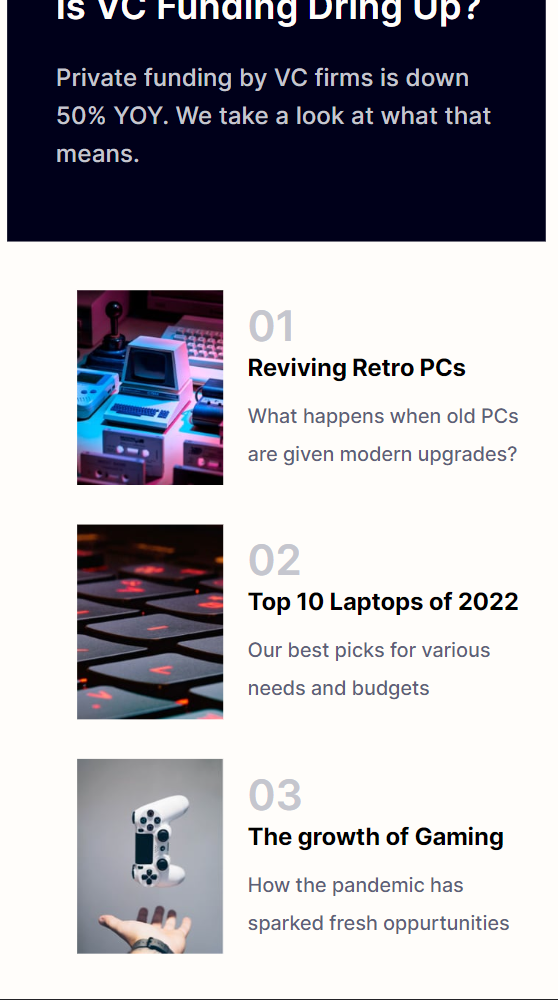 Is VC Funding Dring Up?
Private funding by VC firms is down
50% YOY. We take a look at what that
means.
01
Reviving Retro PCs
What happens when old PCs
are given modern upgrades?
02
Top 10 Laptops of 2022
Our best picks for various
needs and budgets
03
The growth of Gaming
How the pandemic has
sparked fresh oppurtunities